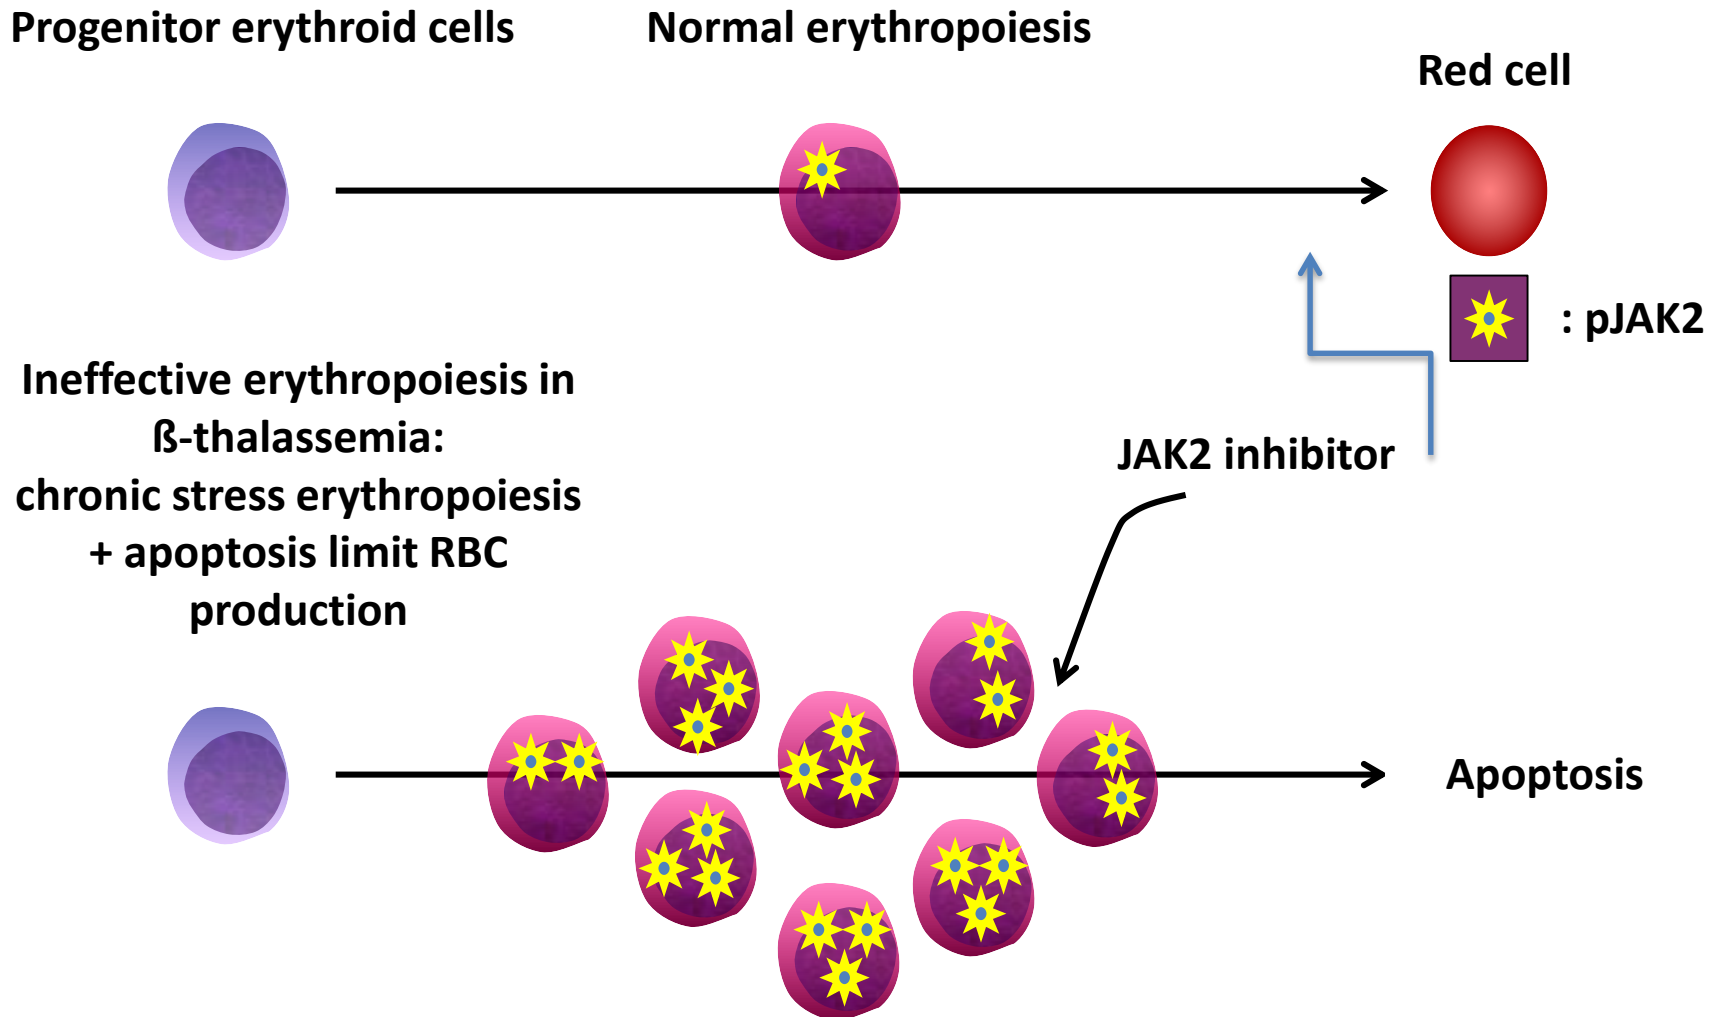 Progenitor erythroid cells
Normal erythropoiesis
Red cell
: pJAK2
Ineffective erythropoiesis in
ß-thalassemia:
chronic stress erythropoiesis
+ apoptosis limit RBC
production
JAK2 inhibitor
Apoptosis